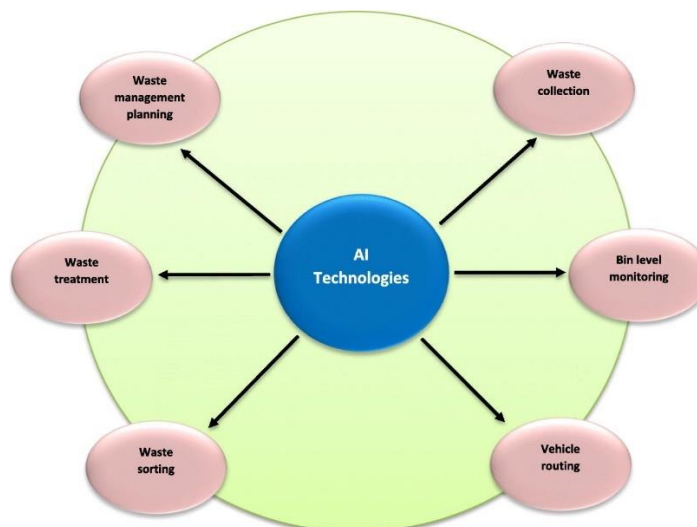 Waste
management
planning
Waste
collection
AI
Technologies
Waste
treatment
Bin level
monitoring
Waste
sorting
Vehicle
routing